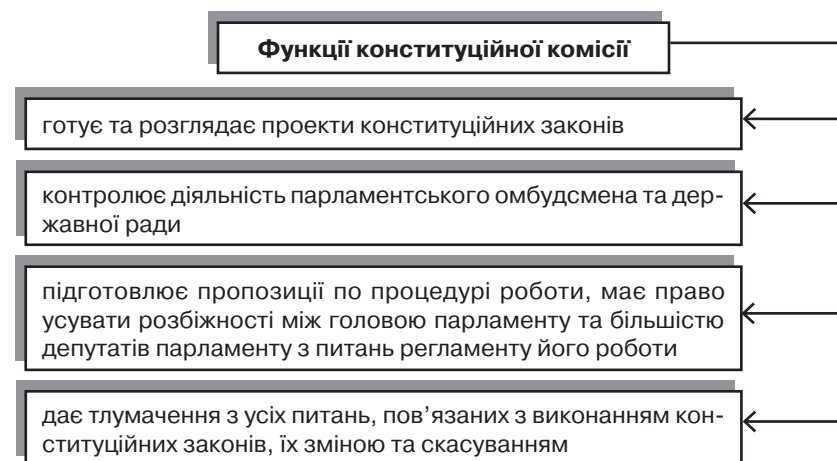 Функції конституційної комісії
готує та розглядає проекти конституційних законів
контролює діяльність парламентського омбудсмена та дер-
жавної ради
підготовлює пропозиції по процедурі роботи, має право
усувати розбіжності між головою парламенту та більшістю
депутатів парламенту з питань регламенту його роботи
дає тлумачення з усіх питань, пов’язаних з виконанням кон-
ституційних законів, їх зміною та скасуванням